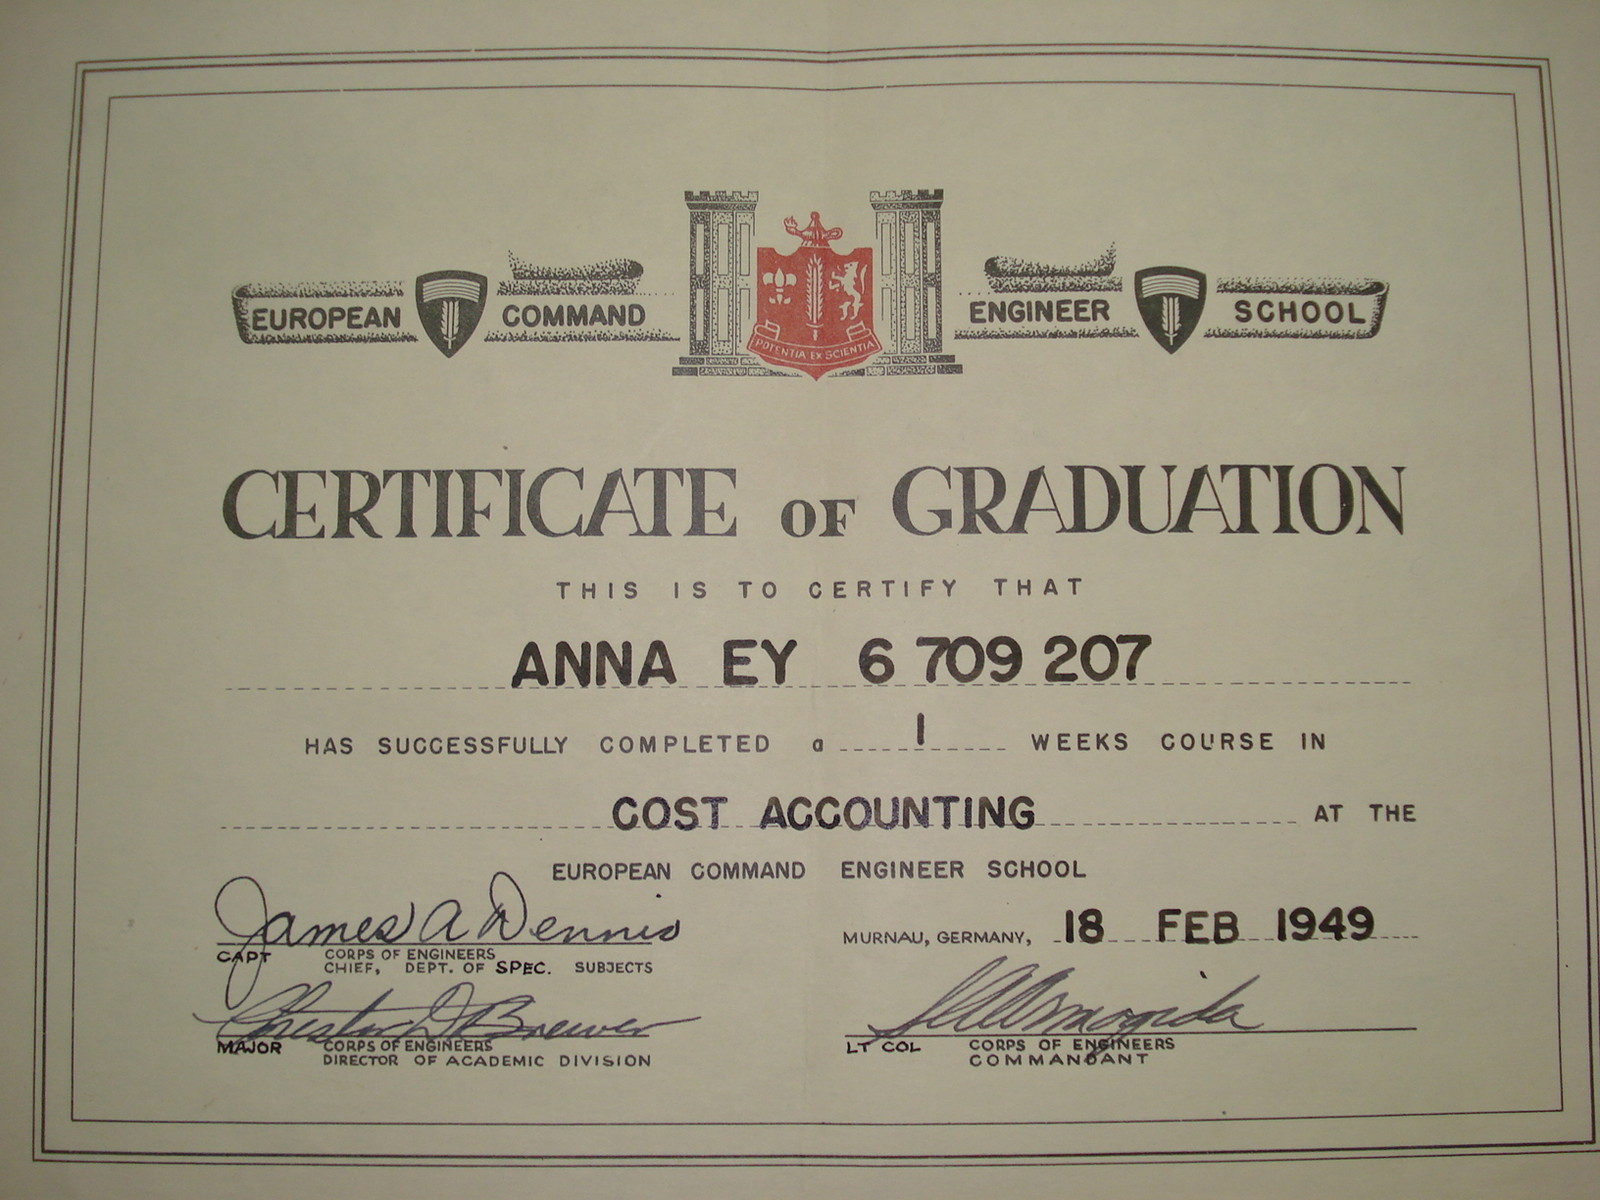 EUROPEAN COMMAND ENGINEER SCHOOL
POTENTIA EX SCIENTIA
CERTIFICATE OF GRADUATION
THIS IS TO CERTIFY THAT
ANNA EY 6 709 207
HAS SUCCESSFULLY COMPLETED a 1 WEEKS COURSE IN
COST ACCOUNTING AT THE
EUROPEAN COMMAND ENGINEER SCHOOL
James A Dennis
CAPT CORPS OF ENGINEERS
CHIEF, DEPT. OF SPEC. SUBJECTS
MURNAU, GERMANY, 18 FEB 1949
Chester D Brewer
MAJOR CORPS OF ENGINEERS
DIRECTOR OF ACADEMIC DIVISION
LT COL CORPS OF ENGINEERS
COMMANDANT